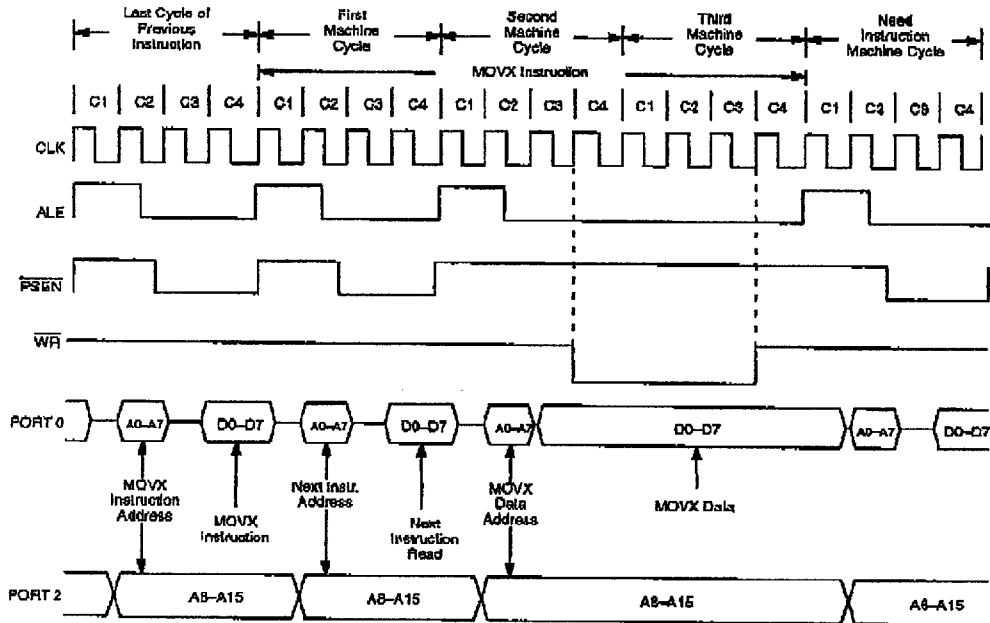 Last Cycle of
Previous
Instruction
First
Machine
Cycle
Second
Machine
Cycle
Third
Machine
Cycle
Need
Instruction
Machine Cycle
MOVX Instruction
C1 C2 C3 C4 C1 C2 C3 C4 C1 C2 C3 C4 C1 C2 C3 C4 C1 C2 C3 C4
CLK
ALE
PSEN
WR
PORT 0
A0–A7 D0–D7 A0–A7 D0–D7 A0–A7 D0–D7 A0–A7 D0–D7
MOVX
Instruction
Address
MOVX
Instruction
Next Instr.
Address
Next
Instruction
Read
MOVX
Data
Address
MOVX Data
PORT 2
A8–A15 A8–A15 A8–A15 A8–A15